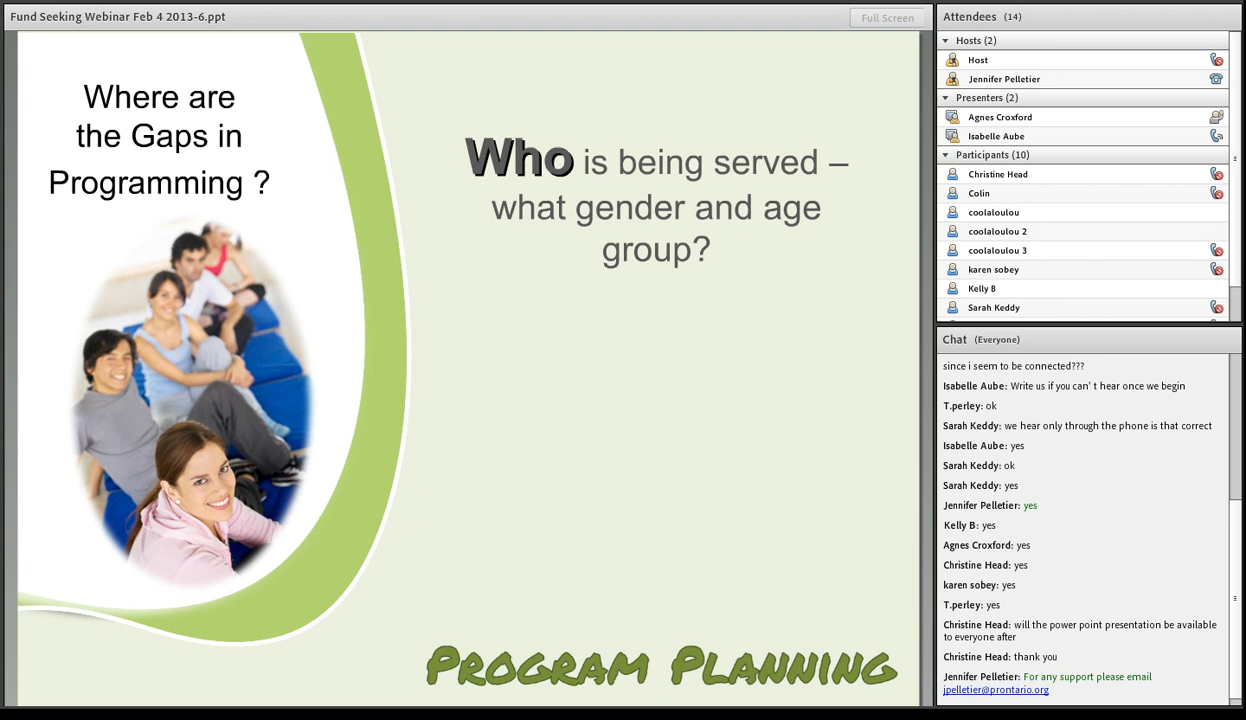 Fund Seeking Webinar Feb 4 2013-6.ppt
Full Screen
Where are
the Gaps in
Programming ?
Who is being served –
what gender and age
group?
Program Planning
Attendees (14)
Hosts (2)
Host
Jennifer Pelletier
Presenters (2)
Agnes Croxford
Isabelle Aube
Participants (10)
Christine Head
Colin
coolaloulou
coolaloulou 2
coolaloulou 3
karen sobey
Kelly B
Sarah Keddy
Chat (Everyone)
since i seem to be connected???
Isabelle Aube: Write us if you can' t hear once we begin
T.perley: ok
Sarah Keddy: we hear only through the phone is that correct
Isabelle Aube: yes
Sarah Keddy: ok
Sarah Keddy: yes
Jennifer Pelletier: yes
Kelly B: yes
Agnes Croxford: yes
Christine Head: yes
karen sobey: yes
T.perley: yes
Christine Head: will the power point presentation be available
to everyone after
Christine Head: thank you
Jennifer Pelletier: For any support please email
jpelletier@prontario.org